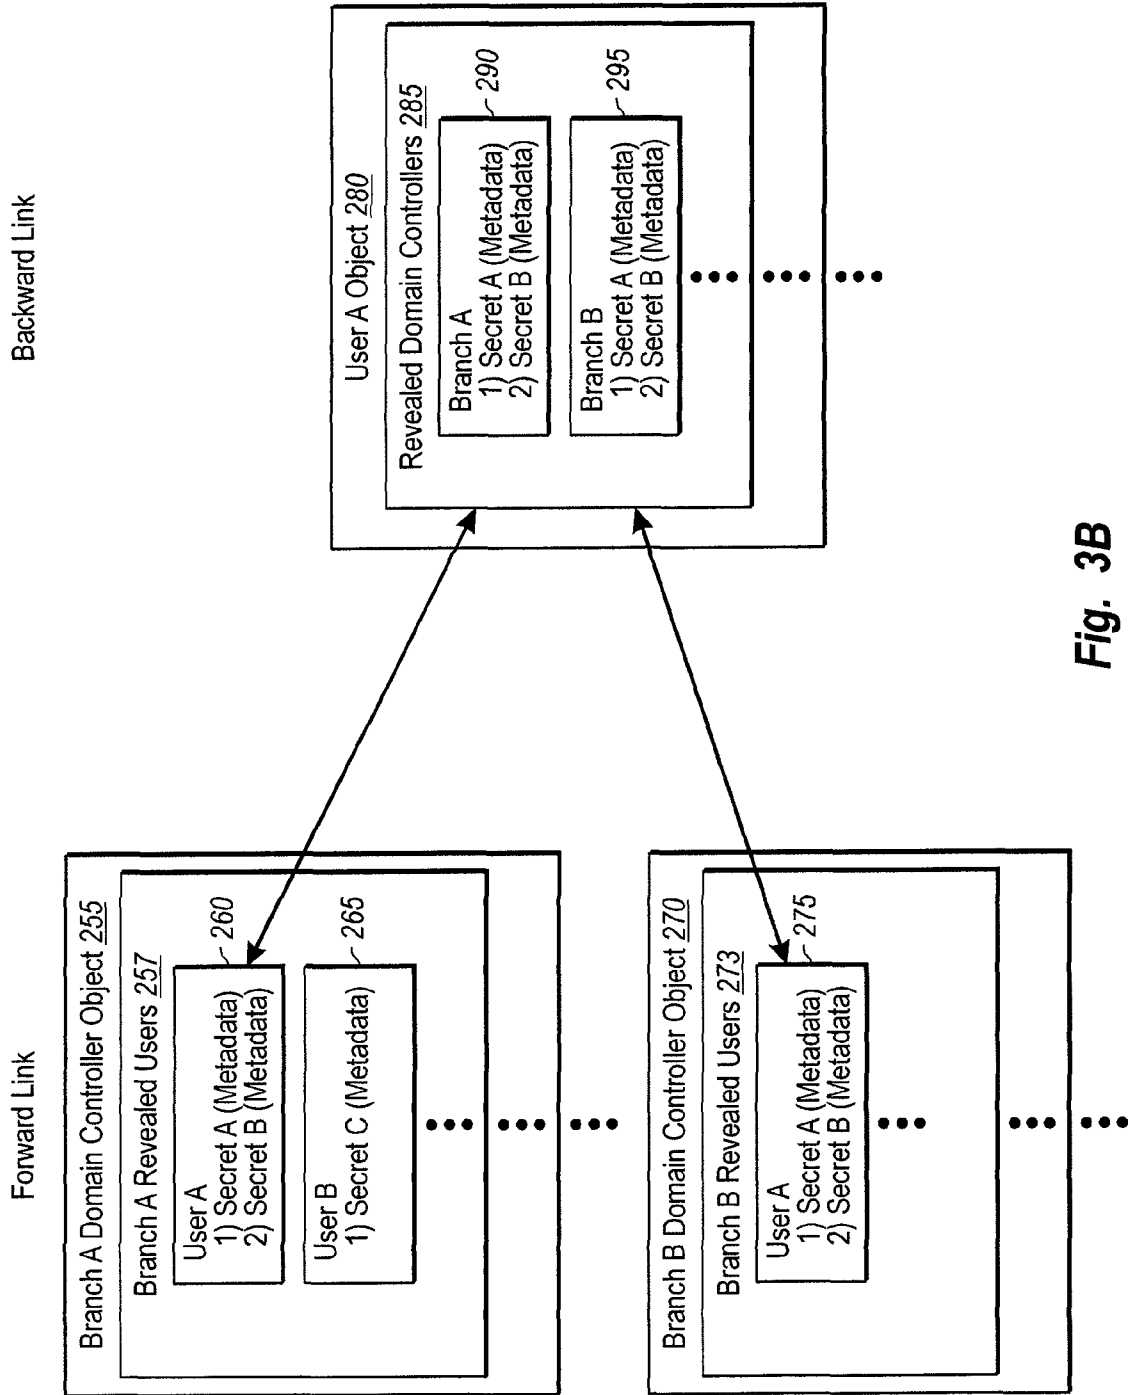 Forward Link
Backward Link
Branch A Domain Controller Object 255
Branch A Revealed Users 257
260
User A
1) Secret A (Metadata)
2) Secret B (Metadata)
265
User B
1) Secret C (Metadata)
Branch B Domain Controller Object 270
Branch B Revealed Users 273
275
User A
1) Secret A (Metadata)
2) Secret B (Metadata)
User A Object 280
Revealed Domain Controllers 285
290
Branch A
1) Secret A (Metadata)
2) Secret B (Metadata)
295
Branch B
1) Secret A (Metadata)
2) Secret B (Metadata)
Fig. 3B